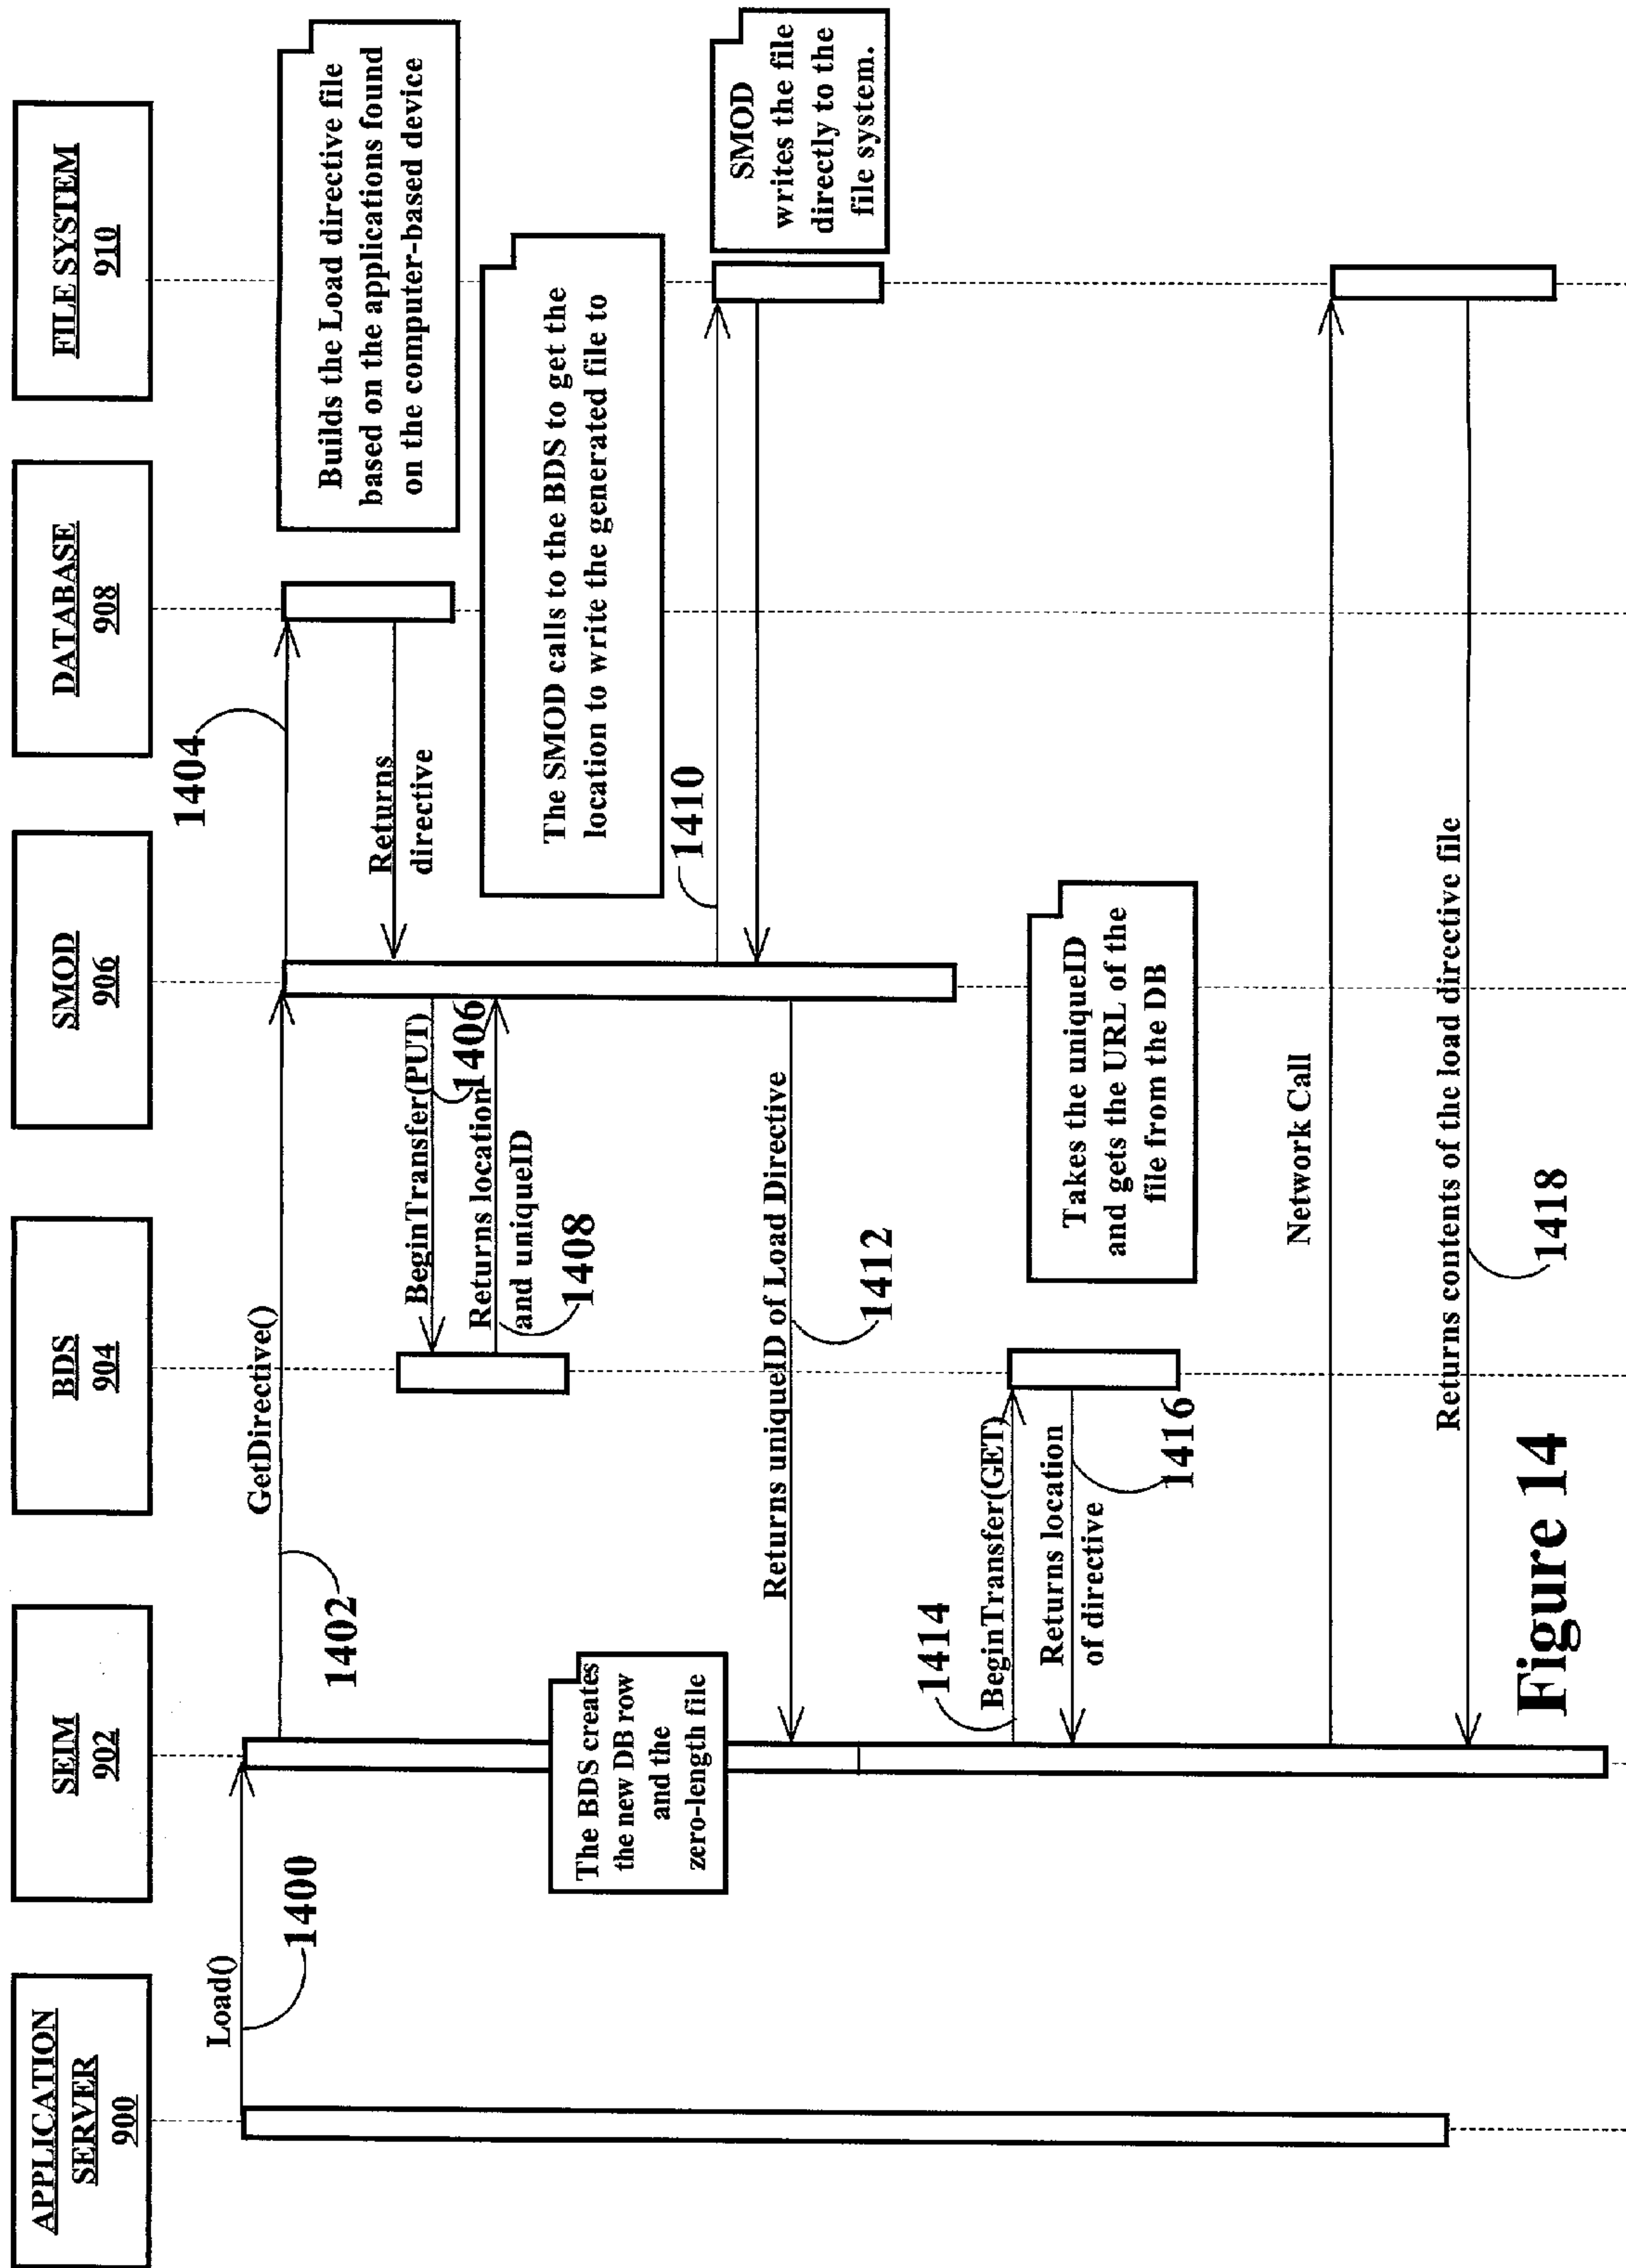 APPLICATION
SERVER
900
SEIM
902
BDS
904
SMOD
906
DATABASE
908
FILE SYSTEM
910
Load()
1400
GetDirective()
1402
1404
Builds the Load directive file
based on the applications found
on the computer-based device
Returns
directive
BeginTransfer(PUT)
1406
Returns location
and uniqueID
1408
The SMOD calls to the BDS to get the
location to write the generated file to
The BDS creates
the new DB row
and the
zero-length file
1410
SMOD
writes the file
directly to the
file system.
Returns uniqueID of Load Directive
1412
1414
BeginTransfer(GET)
Returns location
of directive
1416
Takes the uniqueID
and gets the URL of the
file from the DB
Network Call
Returns contents of the load directive file
1418
Figure 14